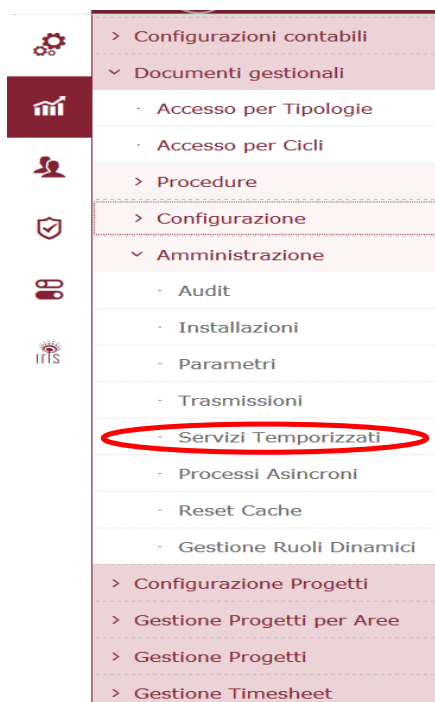 Configurazioni contabili
Documenti gestionali
Accesso per Tipologie
Accesso per Cicli
Procedure
Configurazione
Amministrazione
Audit
Installazioni
Parametri
Trasmissioni
Servizi Temporizzati
Processi Asincroni
Reset Cache
Gestione Ruoli Dinamici
Configurazione Progetti
Gestione Progetti per Aree
Gestione Progetti
Gestione Timesheet
IRIS